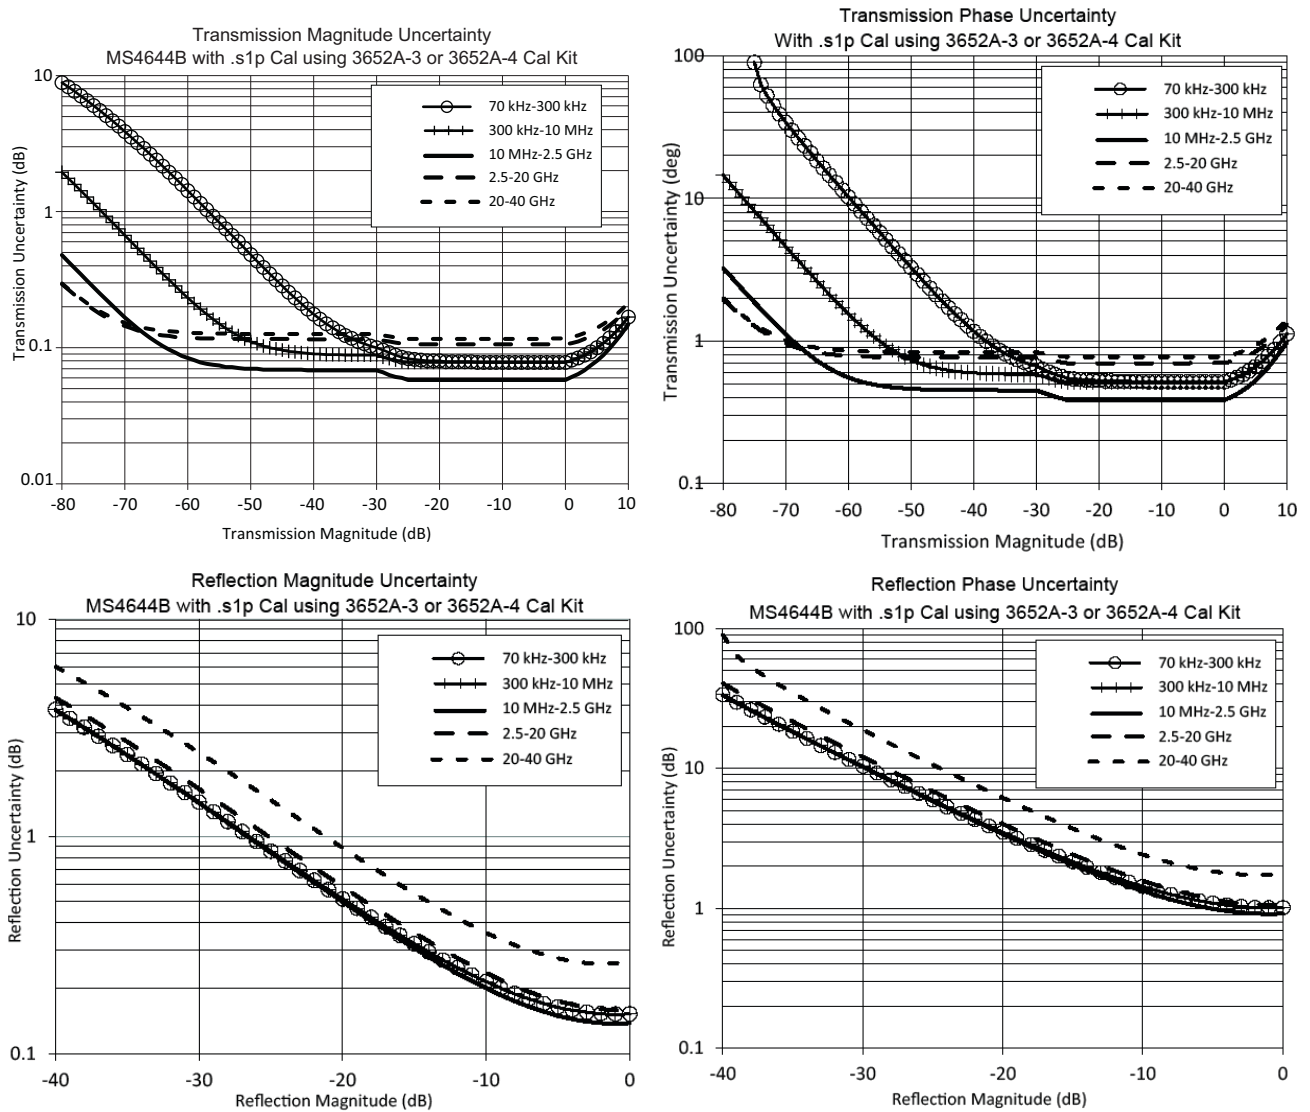 Transmission Magnitude Uncertainty
MS4644B with .s1p Cal using 3652A-3 or 3652A-4 Cal Kit
10
1
0.1
0.01
Transmission Uncertainty (dB)
70 kHz-300 kHz
300 kHz-10 MHz
10 MHz-2.5 GHz
2.5-20 GHz
20-40 GHz
-80 -70 -60 -50 -40 -30 -20 -10 0 10
Transmission Magnitude (dB)
Transmission Phase Uncertainty
With .s1p Cal using 3652A-3 or 3652A-4 Cal Kit
100
10
1
0.1
Transmission Uncertainty (deg)
70 kHz-300 kHz
300 kHz-10 MHz
10 MHz-2.5 GHz
2.5-20 GHz
20-40 GHz
-80 -70 -60 -50 -40 -30 -20 -10 0 10
Transmission Magnitude (dB)
Reflection Magnitude Uncertainty
MS4644B with .s1p Cal using 3652A-3 or 3652A-4 Cal Kit
10
1
0.1
Reflection Uncertainty (dB)
70 kHz-300 kHz
300 kHz-10 MHz
10 MHz-2.5 GHz
2.5-20 GHz
20-40 GHz
-40 -30 -20 -10 0
Reflection Magnitude (dB)
Reflection Phase Uncertainty
MS4644B with .s1p Cal using 3652A-3 or 3652A-4 Cal Kit
100
10
1
0.1
Reflection Uncertainty (dB)
70 kHz-300 kHz
300 kHz-10 MHz
10 MHz-2.5 GHz
2.5-20 GHz
20-40 GHz
-40 -30 -20 -10 0
Reflection Magnitude (dB)